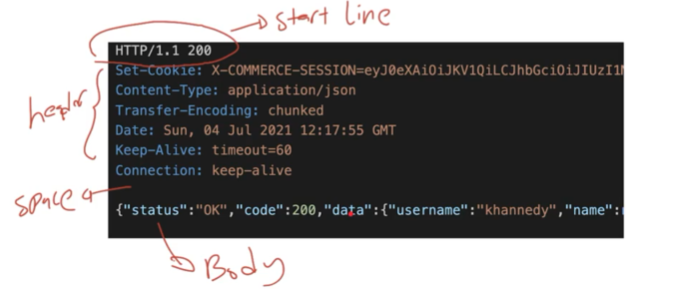 start line
HTTP/1.1 200
Set-Cookie: X-COMMERCE-SESSION=eyJ0eXAiOiJKV1QiLCJhbGciOiJIUzI1N
header
Content-Type: application/json
Transfer-Encoding: chunked
Date: Sun, 04 Jul 2021 12:17:55 GMT
Keep-Alive: timeout=60
Connection: keep-alive
space
{"status":"OK","code":200,"data":{"username":"khannedy","name":
Body